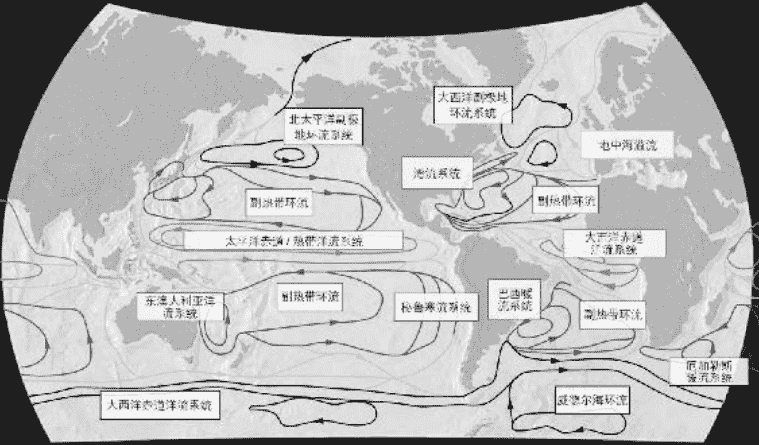 北太平洋副极
地环流系统
大西洋副极地
环流系统
地中海溢流
湾流系统
副热带环流
副热带环流
太平洋赤道/热带洋流系统
大西洋赤道
洋流系统
东澳大利亚洋
流系统
副热带环流
秘鲁寒流系统
巴西暖
流系统
副热带环流
厄加勒斯
暖流系统
大西洋赤道洋流系统
威德尔海环流